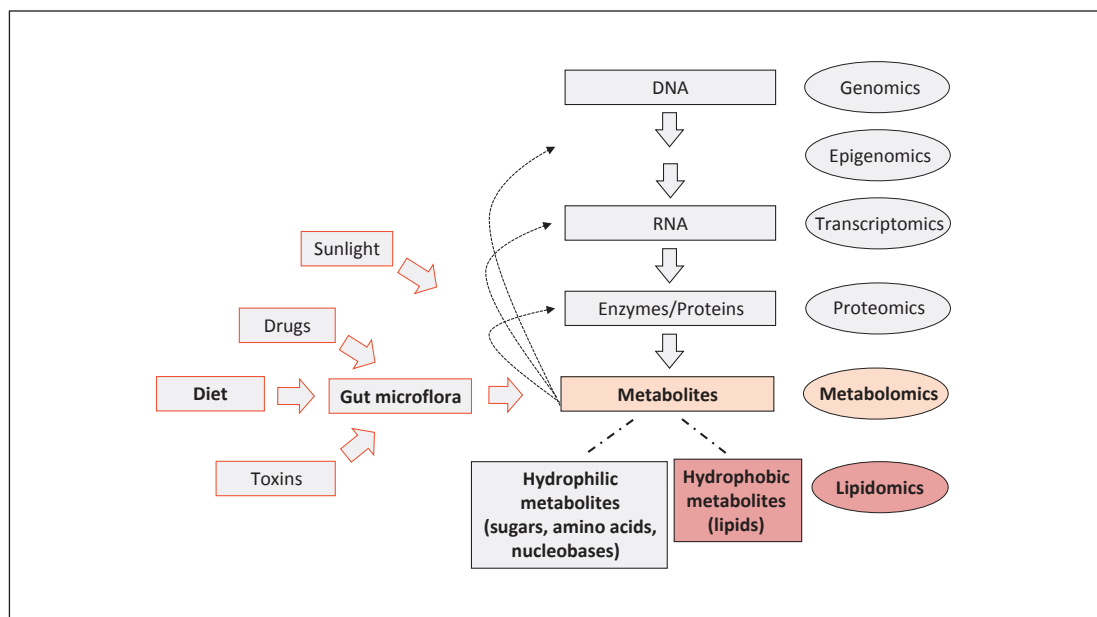 DNA
Genomics
Epigenomics
RNA
Transcriptomics
Sunlight
Enzymes/Proteins
Proteomics
Drugs
Diet
Gut microflora
Metabolites
Metabolomics
Toxins
Hydrophilic
metabolites
(sugars, amino acids,
nucleobases)
Hydrophobic
metabolites
(lipids)
Lipidomics